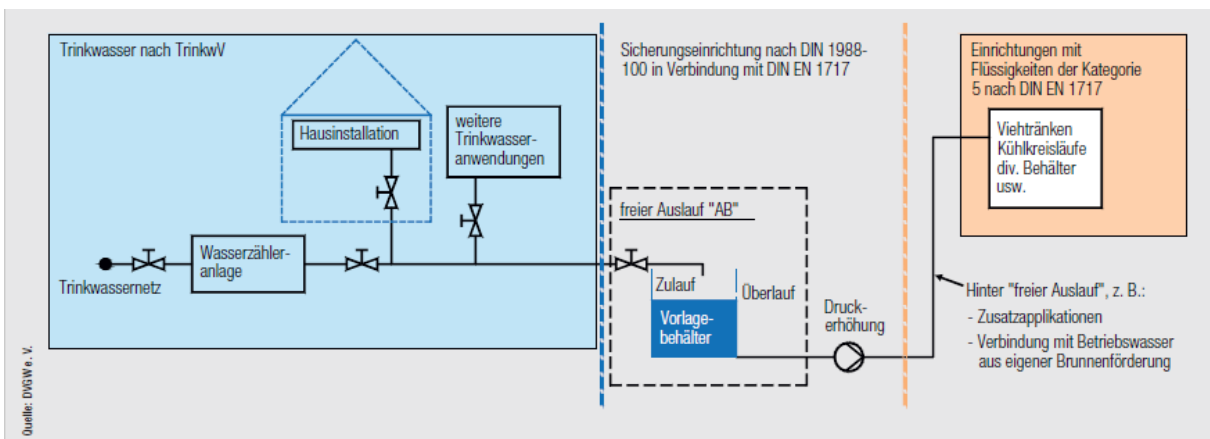 Trinkwasser nach TrinkwV
Hausinstallation
weitere
Trinkwasser-
anwendungen
Wasserzähler-
anlage
Trinkwassernetz
Sicherungseinrichtung nach DIN 1988-
100 in Verbindung mit DIN EN 1717
freier Auslauf "AB"
Zulauf
Überlauf
Vorlage-
behälter
Druck-
erhöhung
Einrichtungen mit
Flüssigkeiten der Kategorie
5 nach DIN EN 1717
Viehtränken
Kühlkreisläufe
div. Behälter
usw.
Hinter "freier Auslauf", z. B.:
- Zusatzapplikationen
- Verbindung mit Betriebswasser
aus eigener Brunnenförderung
Quelle: DVGW e. V.